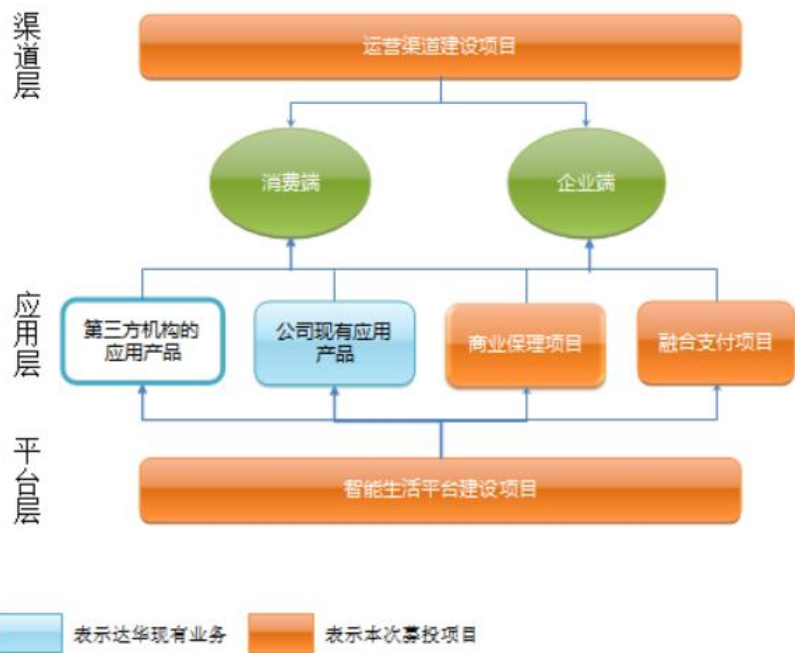 渠道层
运营渠道建设项目
消费端
企业端
应用层
第三方机构的
应用产品
公司现有应用
产品
商业保理项目
融合支付项目
平台层
智能生活平台建设项目
表示达华现有业务
表示本次募投项目